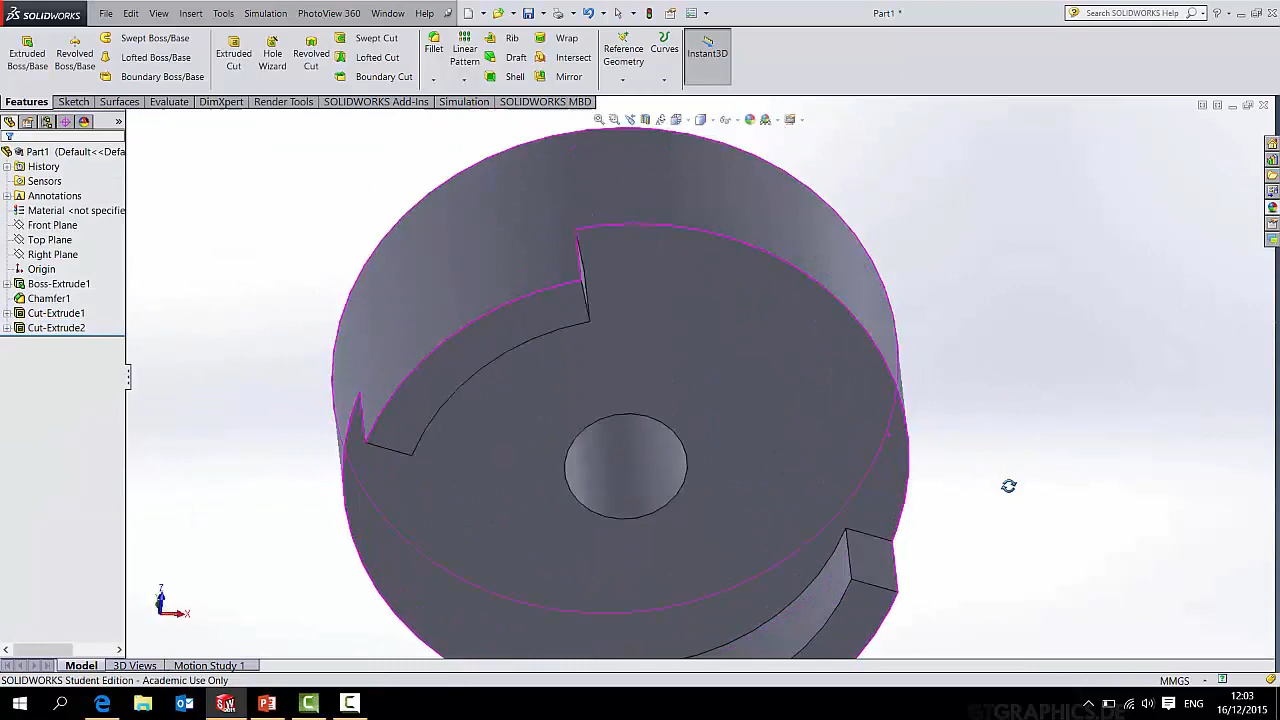 SOLIDWORKS File Edit View Insert Tools Simulation PhotoView 360 Window Help Part1 * Search SOLIDWORKS Help
Extruded Boss/Base Revolved Boss/Base Swept Boss/Base Lofted Boss/Base Boundary Boss/Base Extruded Cut Hole Wizard Revolved Cut Swept Cut Lofted Cut Boundary Cut Fillet Linear Pattern Rib Draft Shell Wrap Intersect Mirror Reference Geometry Curves Instant3D
Features Sketch Surfaces Evaluate DimXpert Render Tools SOLIDWORKS Add-Ins Simulation SOLIDWORKS MBD
Part1 (Default<<Defa
History
Sensors
Annotations
Material <not specifie
Front Plane
Top Plane
Right Plane
Origin
Boss-Extrude1
Chamfer1
Cut-Extrude1
Cut-Extrude2
Z
X
Model 3D Views Motion Study 1
SOLIDWORKS Student Edition - Academic Use Only MMGS
ENG 12:03
16/12/2015